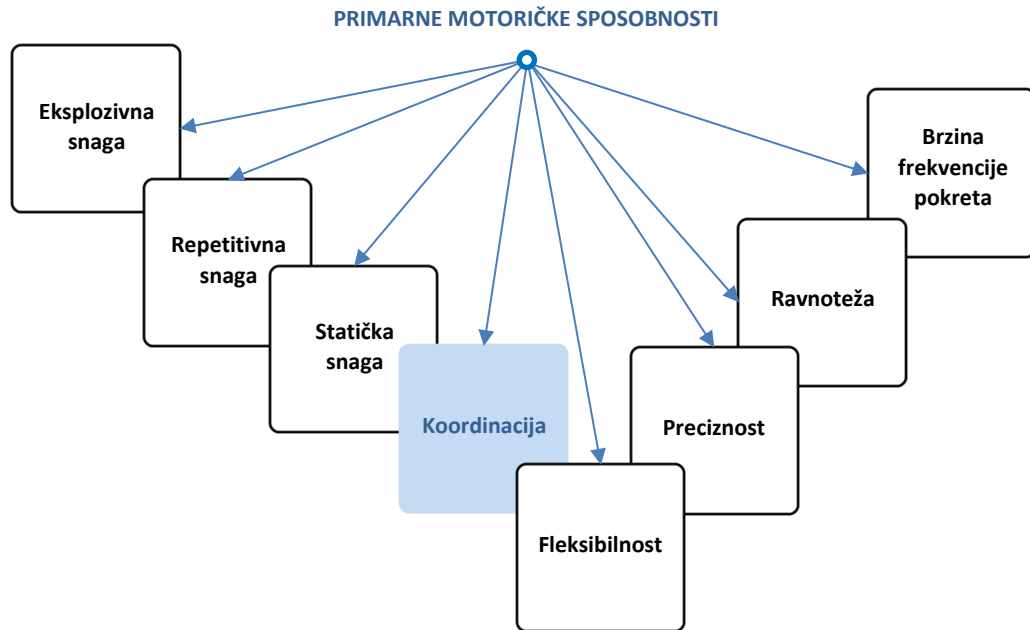 PRIMARNE MOTORIČKE SPOSOBNOSTI
Eksplozivna
snaga
Repetitivna
snaga
Statička
snaga
Koordinacija
Fleksibilnost
Preciznost
Ravnoteža
Brzina
frekvencije
pokreta